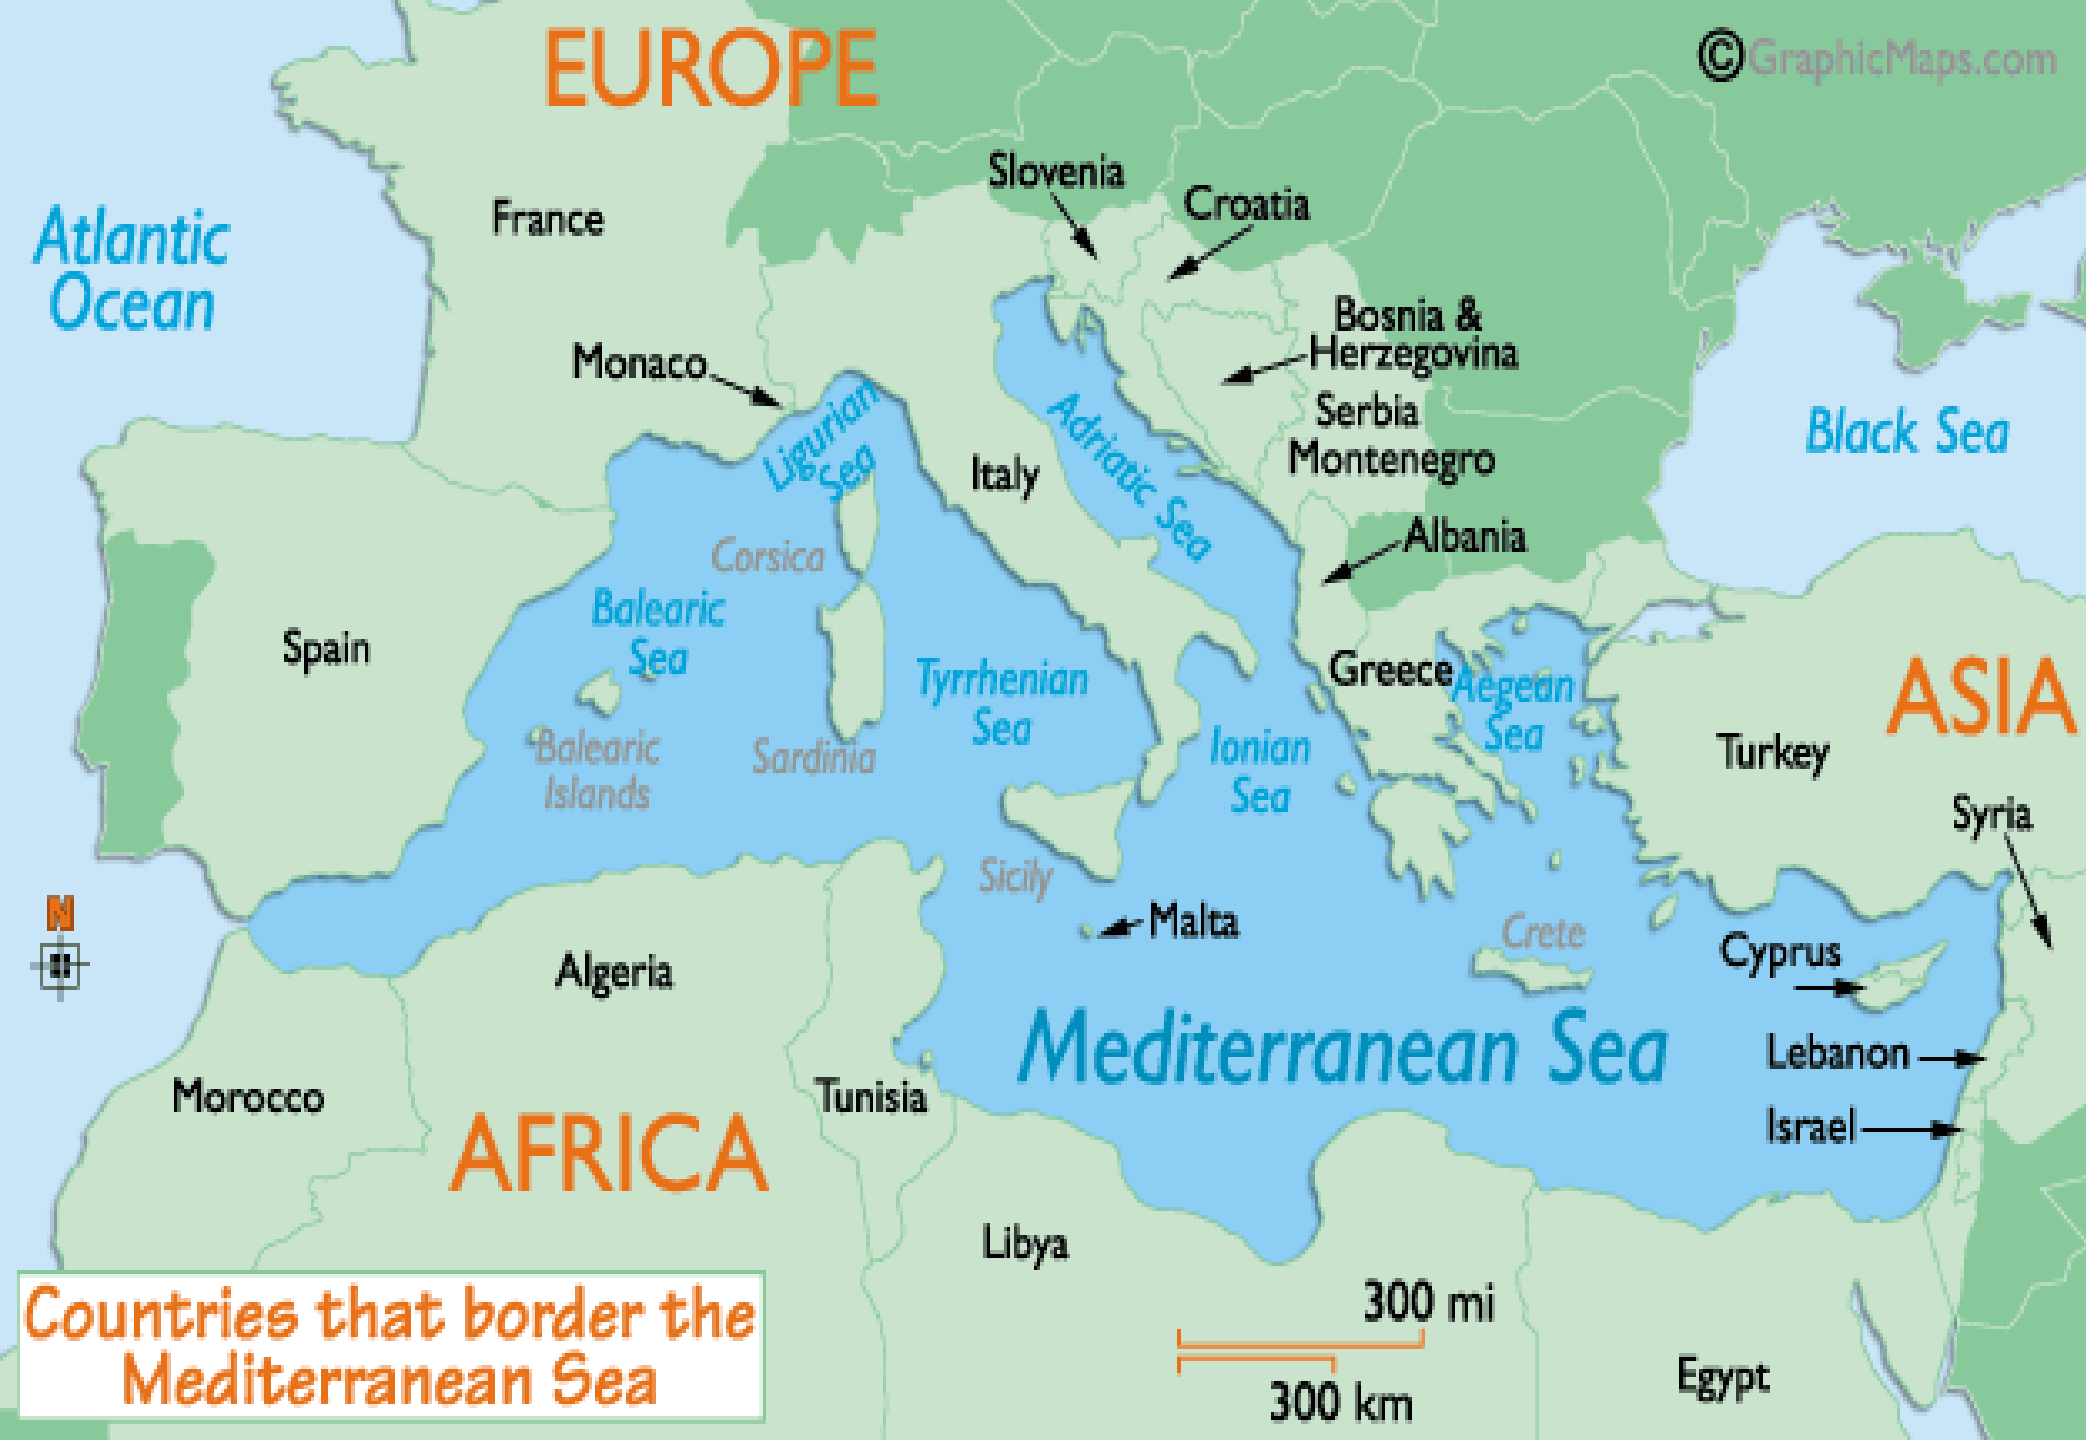 EUROPE
©GraphicMaps.com
Slovenia
Croatia
Atlantic
Ocean
France
Bosnia &
Herzegovina
Monaco
Serbia
Montenegro
Black Sea
Ligurian
Sea
Adriatic Sea
Italy
Albania
Corsica
Balearic
Sea
Spain
Tyrrhenian
Sea
Greece
Aegean
Sea
ASIA
Turkey
Balearic
Islands
Sardinia
Ionian
Sea
Syria
Sicily
Malta
Crete
Cyprus
N
Algeria
Mediterranean Sea
Lebanon
Morocco
Tunisia
Israel
AFRICA
Libya
300 mi
300 km
Egypt
Countries that border the
Mediterranean Sea